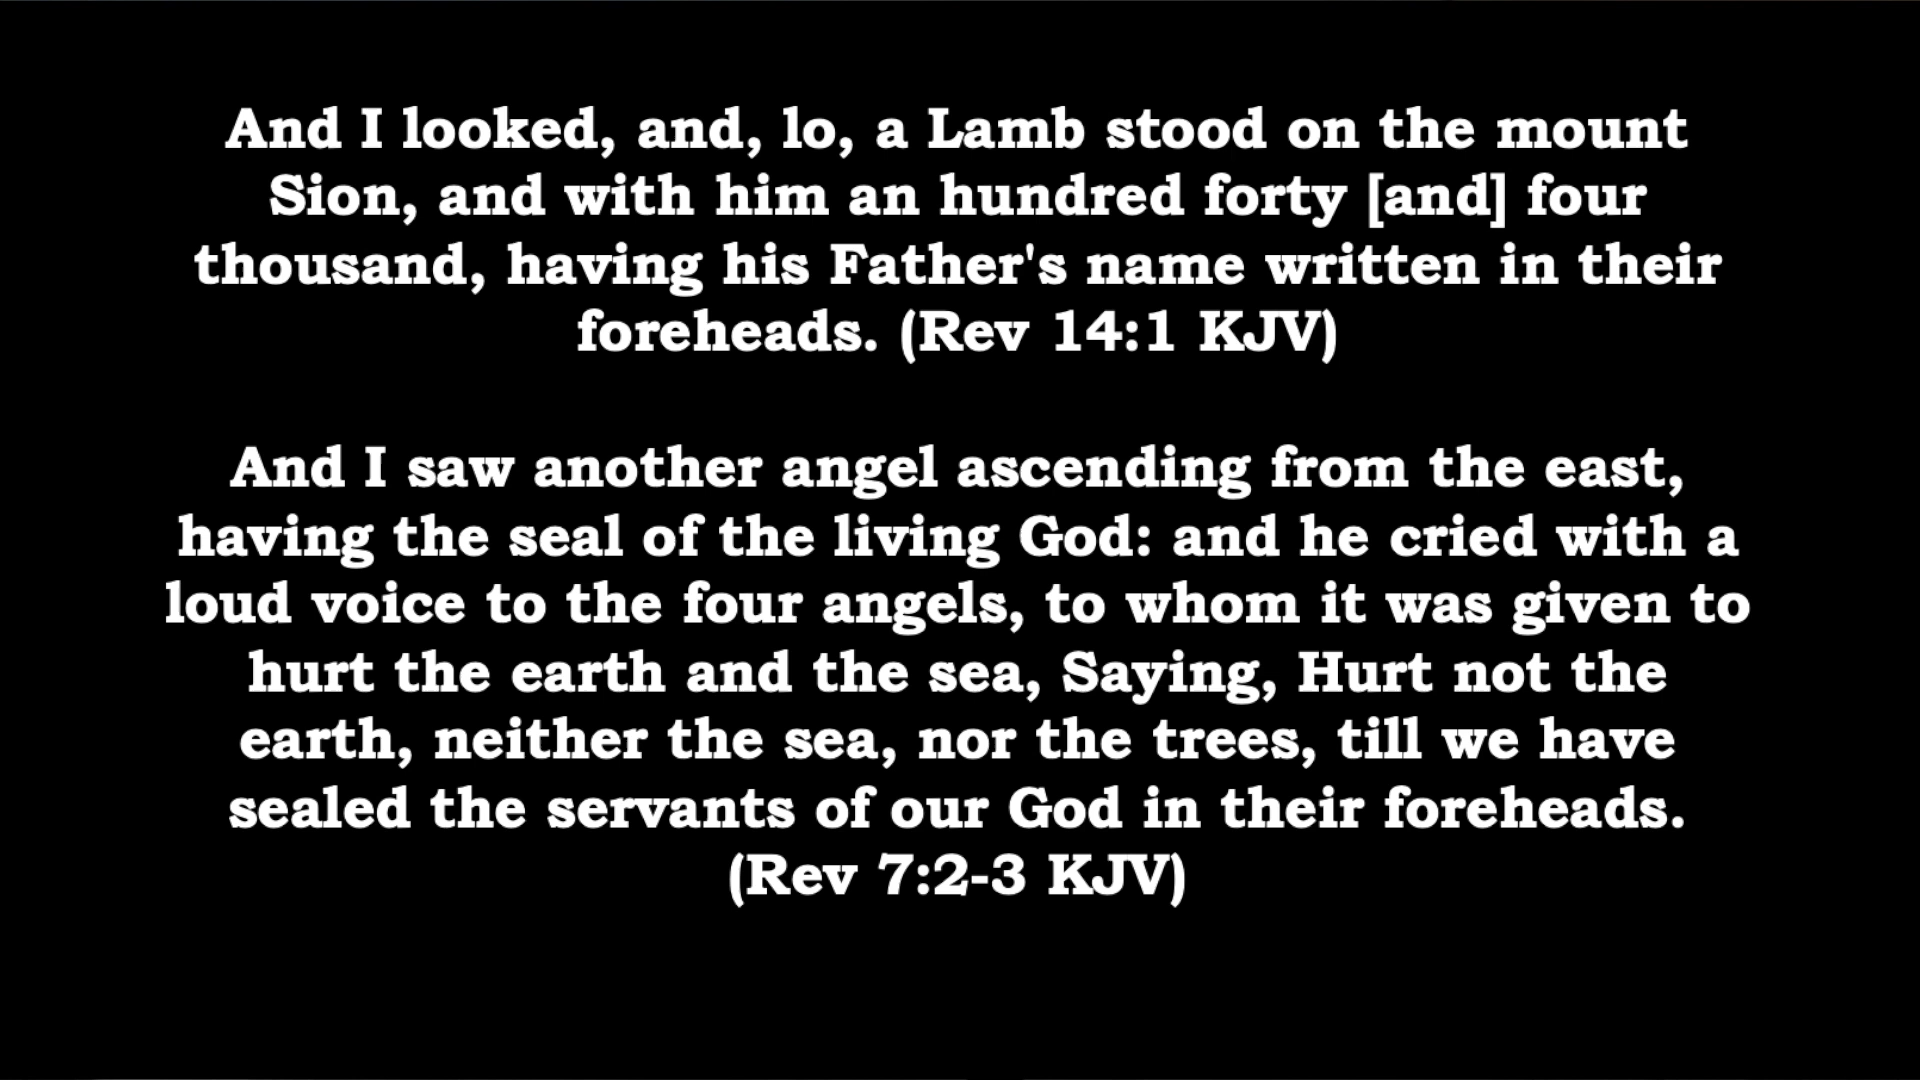 And I looked, and, lo, a Lamb stood on the mount
Sion, and with him an hundred forty [and] four
thousand, having his Father's name written in their
foreheads. (Rev 14:1 KJV)
And I saw another angel ascending from the east,
having the seal of the living God: and he cried with a
loud voice to the four angels, to whom it was given to
hurt the earth and the sea, Saying, Hurt not the
earth, neither the sea, nor the trees, till we have
sealed the servants of our God in their foreheads.
(Rev 7:2-3 KJV)